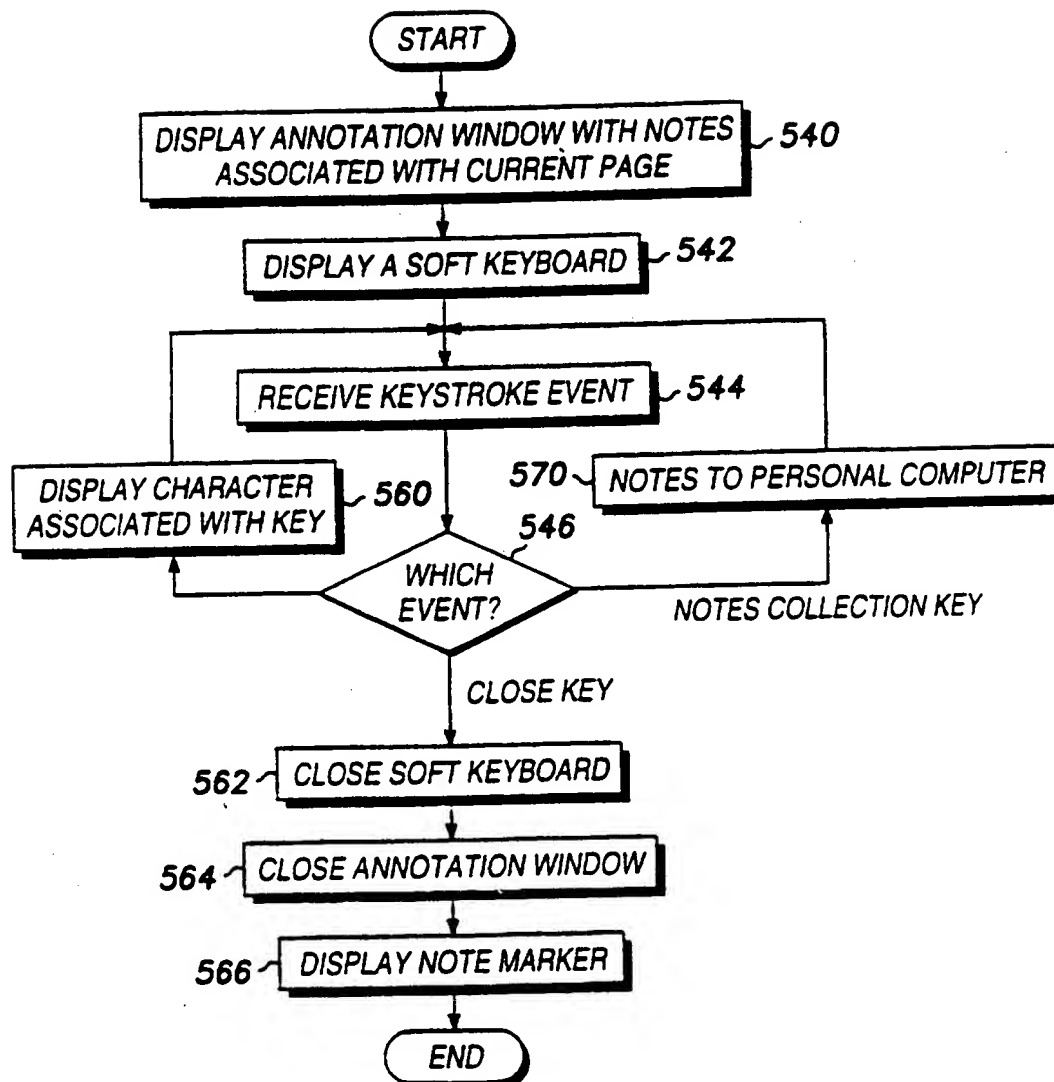 START
DISPLAY ANNOTATION WINDOW WITH NOTES
ASSOCIATED WITH CURRENT PAGE
540
DISPLAY A SOFT KEYBOARD
542
RECEIVE KEYSTROKE EVENT
544
DISPLAY CHARACTER
ASSOCIATED WITH KEY
560
570
NOTES TO PERSONAL COMPUTER
546
WHICH
EVENT?
NOTES COLLECTION KEY
CLOSE KEY
562
CLOSE SOFT KEYBOARD
564
CLOSE ANNOTATION WINDOW
566
DISPLAY NOTE MARKER
END